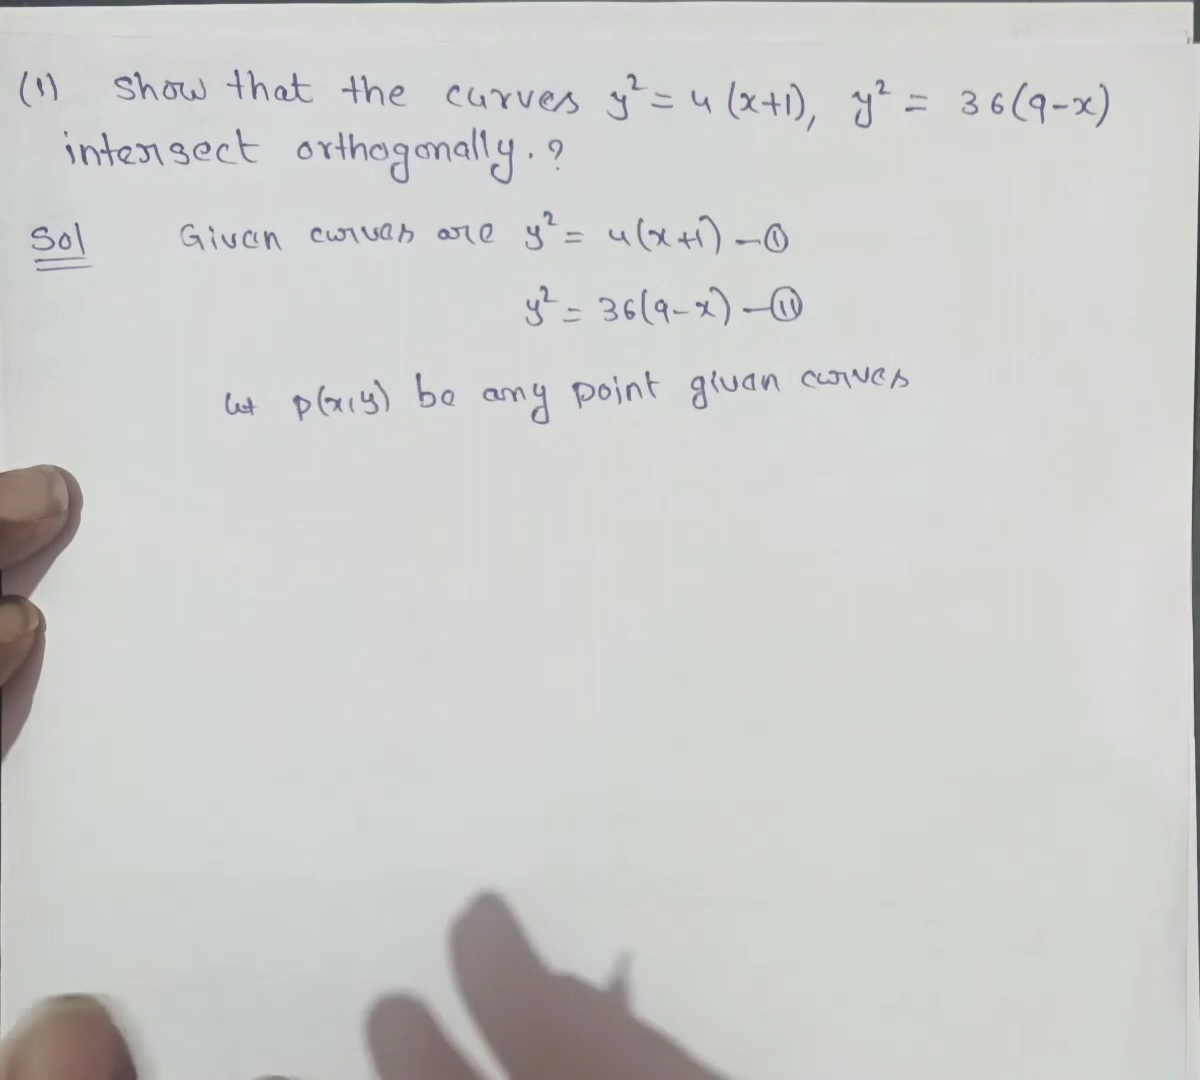 (1) show that the curves y² = 4(x+1), y² = 36(9-x)
intersect orthogonally.?
Sol Given curves are y² = 4(x+1) - ①
y² = 36(9-x) - ⑪
let p(x,y) be any point given curves